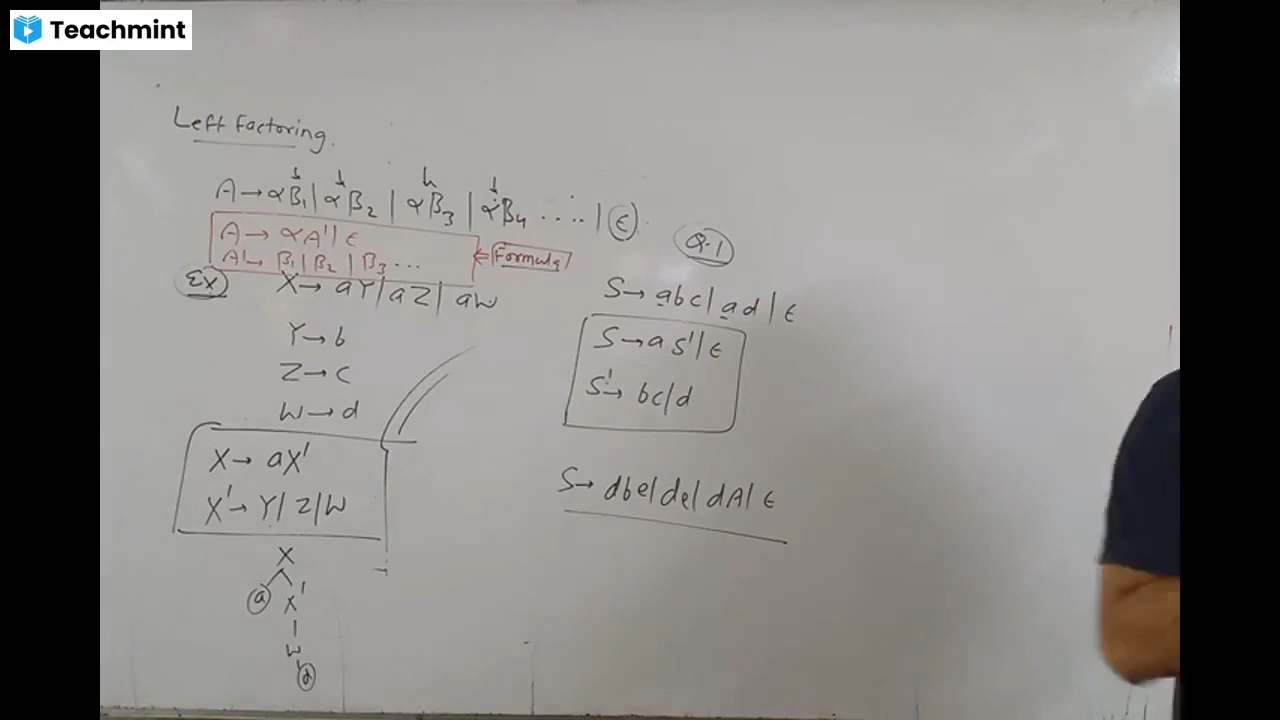 Teachmint
Left factoring.
A → αβ₁ | αβ₂ | αβ₃ | αβ₄ ..... | ε
A → αA' | ε
A' → β₁ | β₂ | β₃ ...
← Formula
Ex
X → aY | aZ | aW
Y → b
Z → c
W → d
X → aX'
X' → Y | Z | W
X
a X'
W
d
Q.1
S → abc | ad | ε
S → aS' | ε
S' → bc | d
S → dbe | de | dA | ε